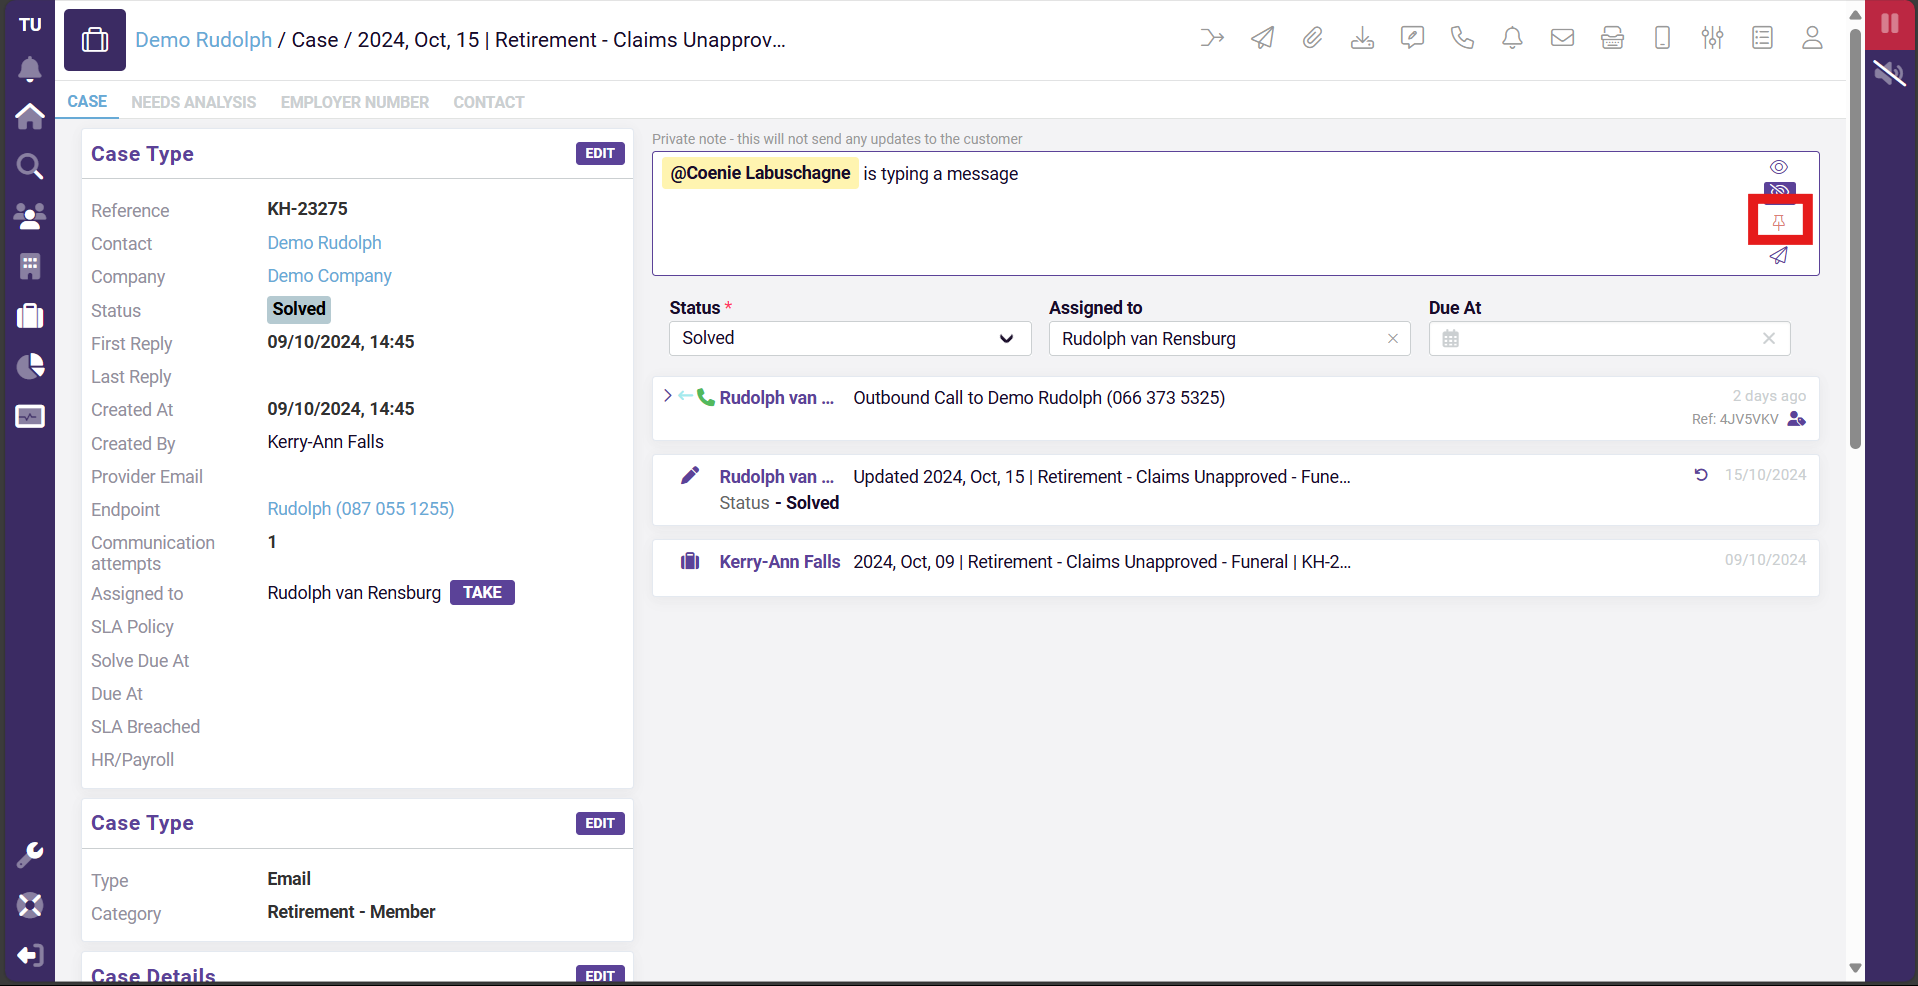 TU
Demo Rudolph / Case / 2024, Oct, 15 | Retirement - Claims Unapprov...
CASE NEEDS ANALYSIS EMPLOYER NUMBER CONTACT
Case Type EDIT
Reference KH-23275
Contact Demo Rudolph
Company Demo Company
Status Solved
First Reply 09/10/2024, 14:45
Last Reply
Created At 09/10/2024, 14:45
Created By Kerry-Ann Falls
Provider Email
Endpoint Rudolph (087 055 1255)
Communication attempts 1
Assigned to Rudolph van Rensburg TAKE
SLA Policy
Solve Due At
Due At
SLA Breached
HR/Payroll
Case Type EDIT
Type Email
Category Retirement - Member
Case Details EDIT
Private note - this will not send any updates to the customer
@Coenie Labuschagne is typing a message
Status * Assigned to Due At
Solved Rudolph van Rensburg
Rudolph van ... Outbound Call to Demo Rudolph (066 373 5325) 2 days ago
Ref: 4JV5VKV
Rudolph van ... Updated 2024, Oct, 15 | Retirement - Claims Unapproved - Fune... 15/10/2024
Status - Solved
Kerry-Ann Falls 2024, Oct, 09 | Retirement - Claims Unapproved - Funeral | KH-2... 09/10/2024